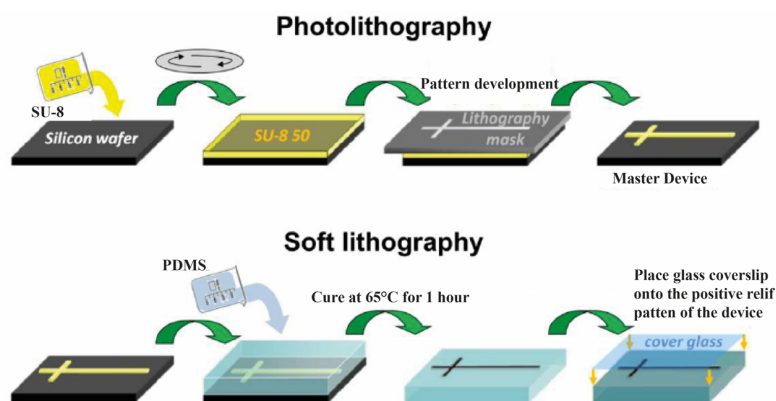 Photolithography
SU-8
Silicon wafer
SU-8 50
Pattern development
Lithography
mask
Master Device
Soft lithography
PDMS
Cure at 65°C for 1 hour
Place glass coverslip
onto the positive relif
patten of the device
cover glass